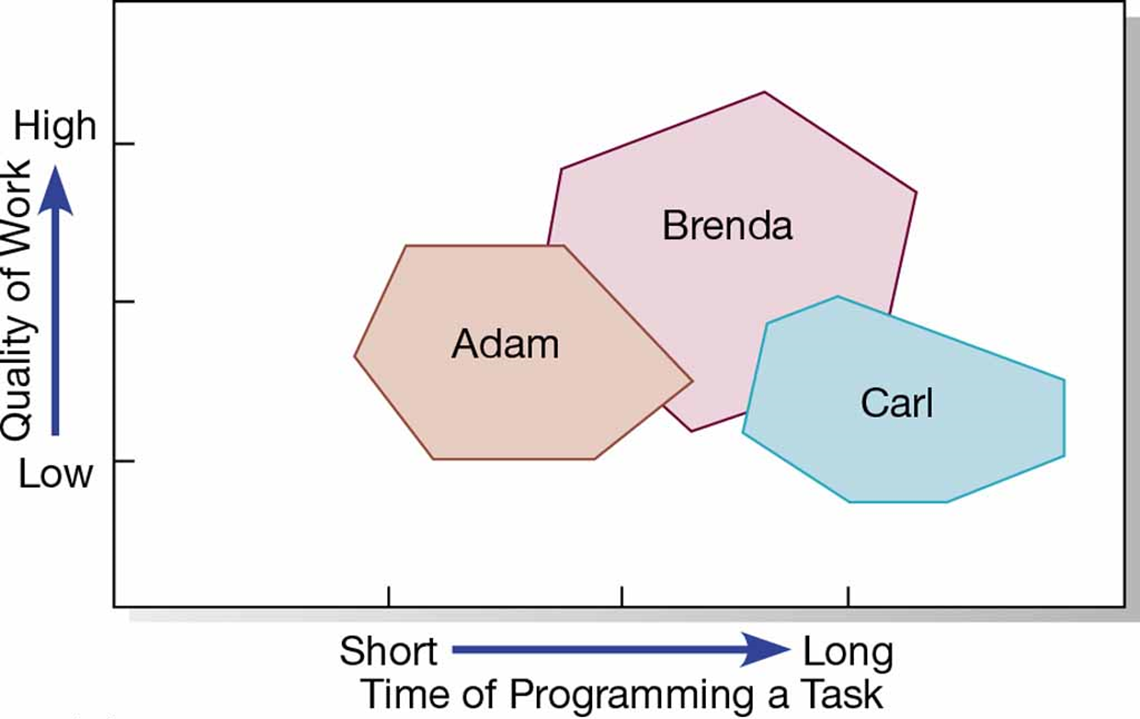 High
Quality of Work
Low
Brenda
Adam
Carl
Short
Long
Time of Programming a Task